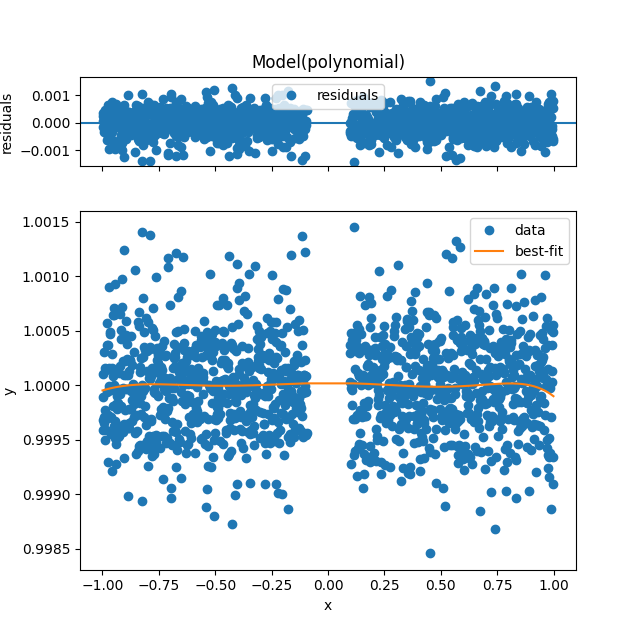 Model(polynomial)
residuals
0.001
0.000
−0.001
residuals
1.0015
1.0010
1.0005
1.0000
0.9995
0.9990
0.9985
y
data
best-fit
−1.00 −0.75 −0.50 −0.25 0.00 0.25 0.50 0.75 1.00
x